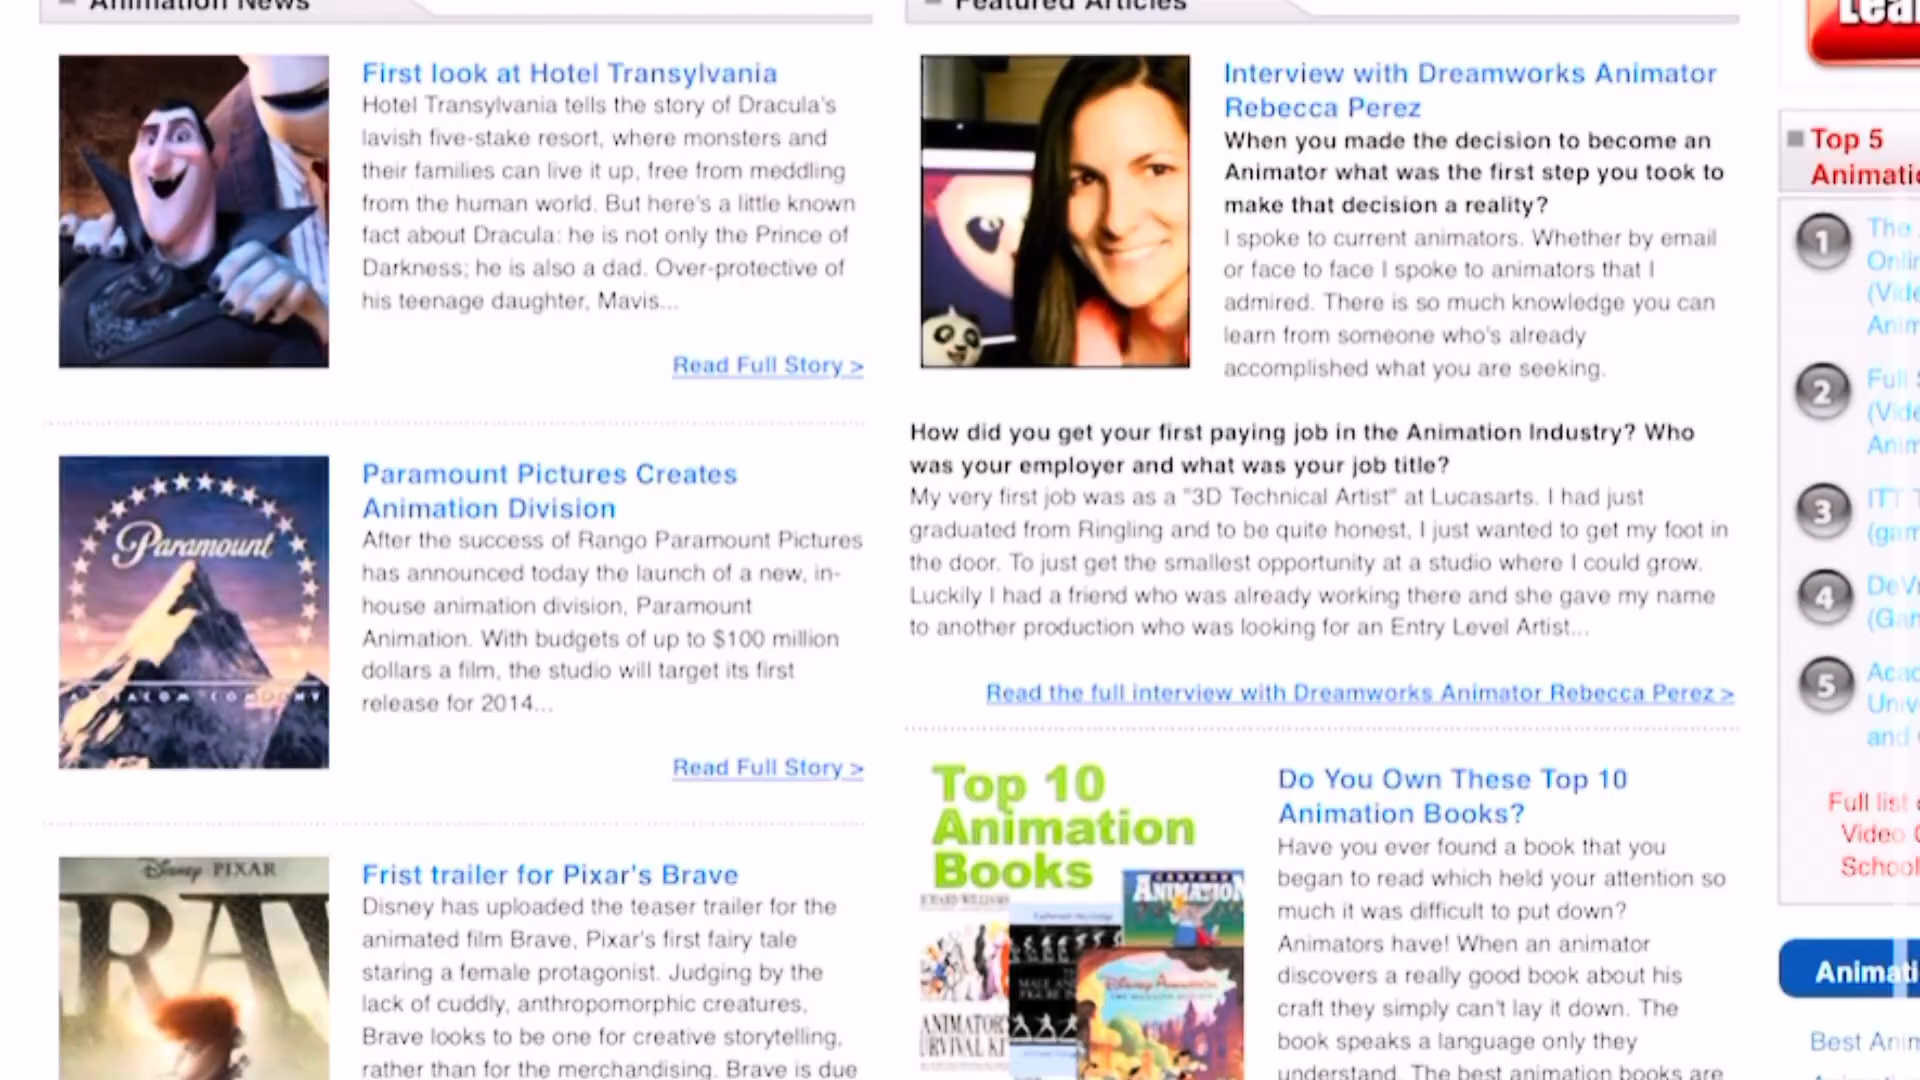 Animation News
First look at Hotel Transylvania
Hotel Transylvania tells the story of Dracula's
lavish five-stake resort, where monsters and
their families can live it up, free from meddling
from the human world. But here's a little known
fact about Dracula: he is not only the Prince of
Darkness; he is also a dad. Over-protective of
his teenage daughter, Mavis...
Read Full Story >
Paramount
Paramount Pictures Creates
Animation Division
After the success of Rango Paramount Pictures
has announced today the launch of a new, in-
house animation division, Paramount
Animation. With budgets of up to $100 million
dollars a film, the studio will target its first
release for 2014...
Read Full Story >
Disney PIXAR
RAV
Frist trailer for Pixar's Brave
Disney has uploaded the teaser trailer for the
animated film Brave, Pixar's first fairy tale
staring a female protagonist. Judging by the
lack of cuddly, anthropomorphic creatures,
Brave looks to be one for creative storytelling,
rather than for the merchandising. Brave is due
Featured Articles
Interview with Dreamworks Animator
Rebecca Perez
When you made the decision to become an
Animator what was the first step you took to
make that decision a reality?
I spoke to current animators. Whether by email
or face to face I spoke to animators that I
admired. There is so much knowledge you can
learn from someone who's already
accomplished what you are seeking.
How did you get your first paying job in the Animation Industry? Who
was your employer and what was your job title?
My very first job was as a "3D Technical Artist" at Lucasarts. I had just
graduated from Ringling and to be quite honest, I just wanted to get my foot in
the door. To just get the smallest opportunity at a studio where I could grow.
Luckily I had a friend who was already working there and she gave my name
to another production who was looking for an Entry Level Artist...
Read the full interview with Dreamworks Animator Rebecca Perez >
Top 10
Animation
Books
ANIMATION
Do You Own These Top 10
Animation Books?
Have you ever found a book that you
began to read which held your attention so
much it was difficult to put down?
Animators have! When an animator
discovers a really good book about his
craft they simply can't lay it down. The
book speaks a language only they
understand. The best animation books are
Lea
Top 5
Animatio
1
The
Onlin
(Vide
Anim
2
Full S
(Vide
Anim
3
ITT T
(gam
4
DeVr
(Gam
5
Acad
Unive
and
Full list
Video
School
Animati
Best Anim